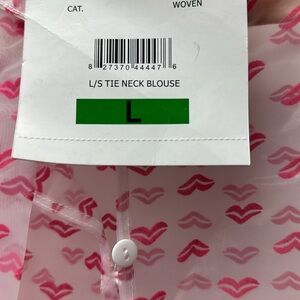 CAT. WOVEN
8 27370 44447 6
L/S TIE NECK BLOUSE
L